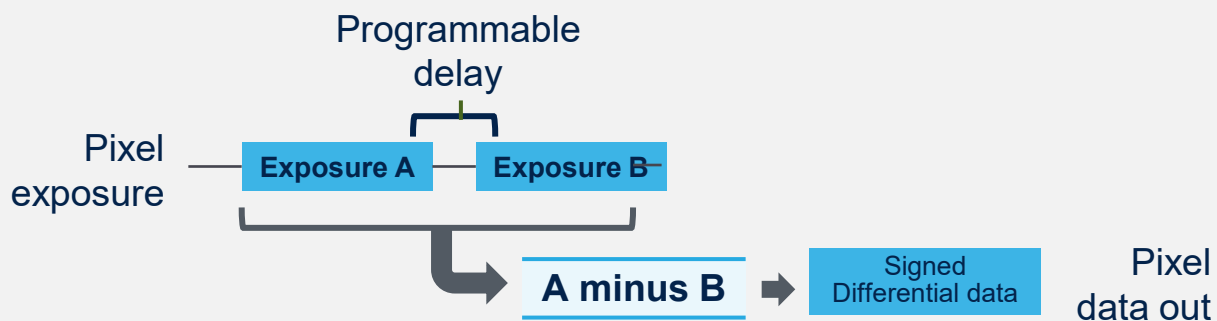 Programmable
delay
Pixel
exposure
Exposure A
Exposure B
A minus B
Signed
Differential data
Pixel
data out